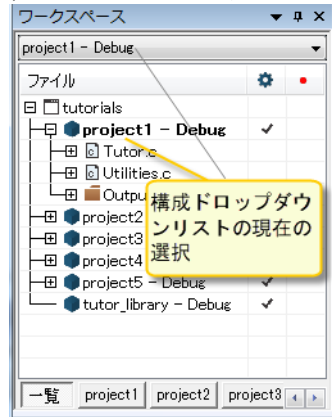 ワークスペース
project1 - Debug
ファイル
tutorials
project1 - Debug
Tutor.c
Utilities.c
Outpu
構成ドロップダウ
ンリストの現在の
選択
project2
project3
project4
project5 - Debug
tutor_library - Debug
一覧 project1 project2 project3